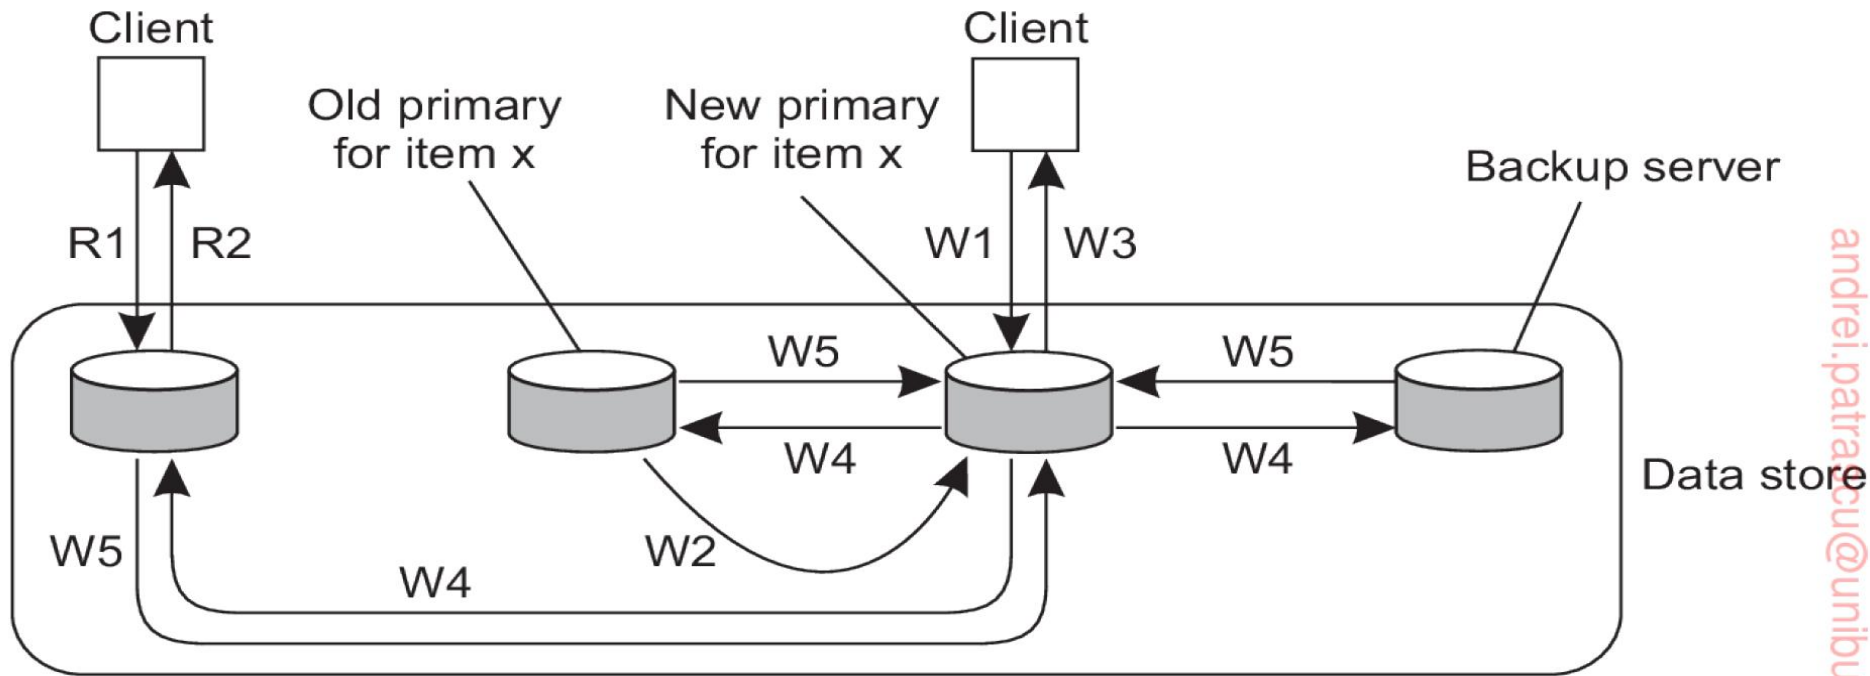 Client
Client
Old primary
for item x
New primary
for item x
Backup server
R1
R2
W1
W3
W5
W5
W4
W4
Data store
W5
W2
W4
andrei.patrascu@unibu